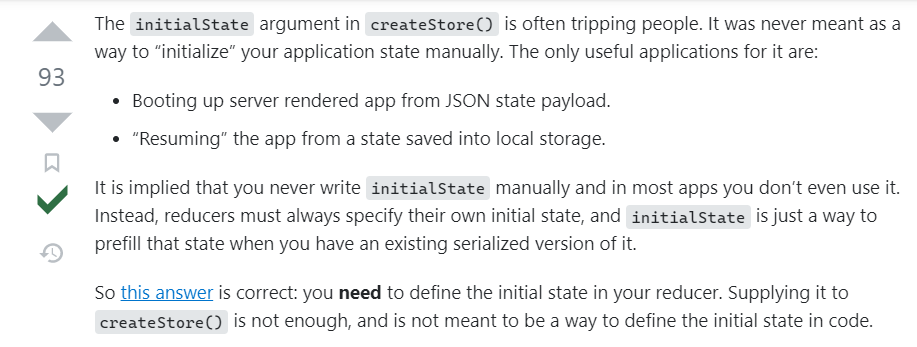 The initialState argument in createStore() is often tripping people. It was never meant as a
way to “initialize” your application state manually. The only useful applications for it are:
93
• Booting up server rendered app from JSON state payload.
• “Resuming” the app from a state saved into local storage.
It is implied that you never write initialState manually and in most apps you don’t even use it.
Instead, reducers must always specify their own initial state, and initialState is just a way to
prefill that state when you have an existing serialized version of it.
So this answer is correct: you need to define the initial state in your reducer. Supplying it to
createStore() is not enough, and is not meant to be a way to define the initial state in code.